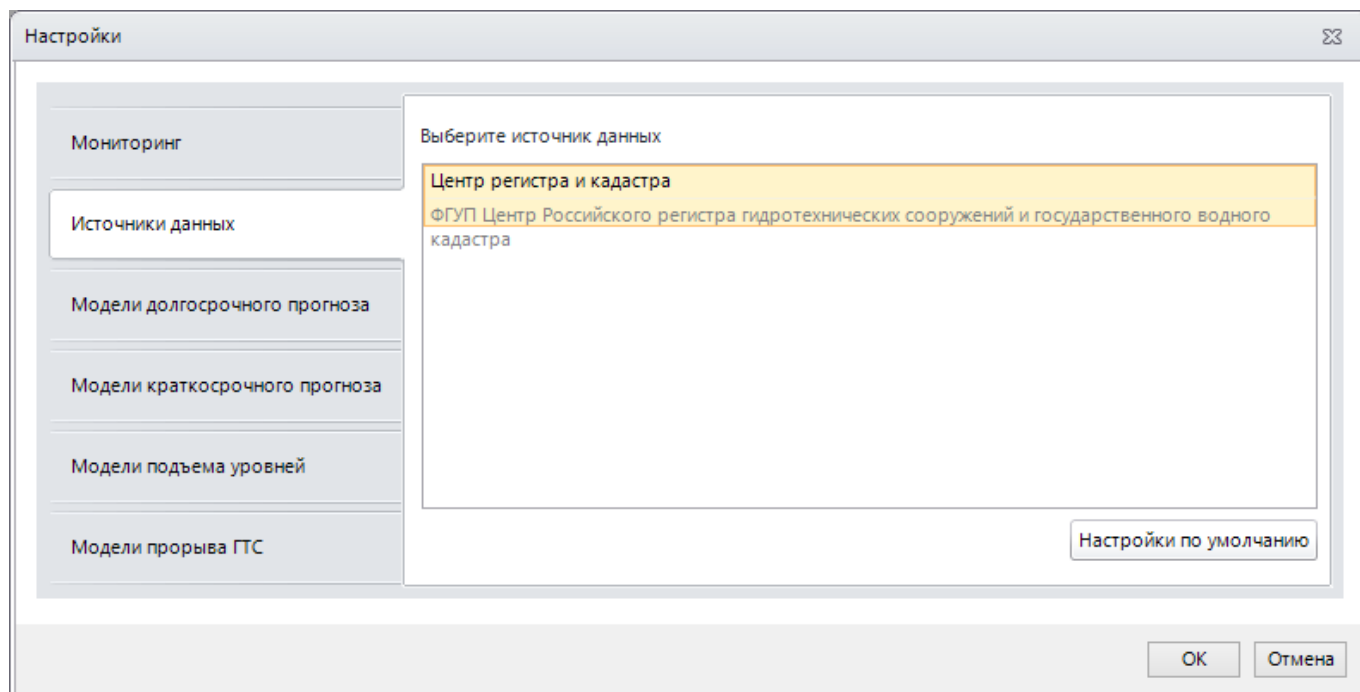 Настройки
Мониторинг
Источники данных
Модели долгосрочного прогноза
Модели краткосрочного прогноза
Модели подъема уровней
Модели прорыва ГТС
Выберите источник данных
Центр регистра и кадастра
ФГУП Центр Российского регистра гидротехнических сооружений и государственного водного
кадастра
Настройки по умолчанию
ОК
Отмена